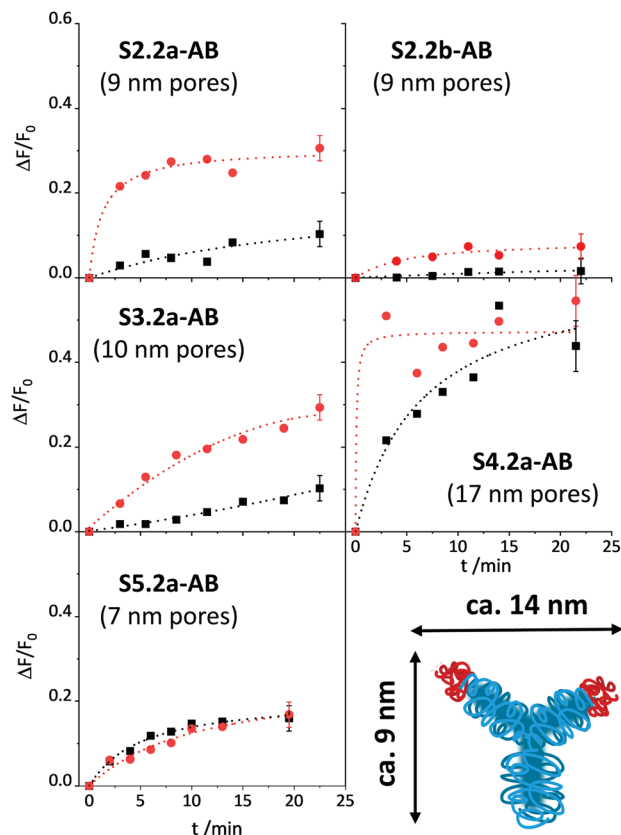 S2.2a-AB
(9 nm pores)
S2.2b-AB
(9 nm pores)
0.6
0.4
0.2
0.0
ΔF/F0
S3.2a-AB
(10 nm pores)
S4.2a-AB
(17 nm pores)
0.4
0.2
0.0
ΔF/F0
0 5 10 15 20 25
t /min
S5.2a-AB
(7 nm pores)
0.4
0.2
0.0
ΔF/F0
0 5 10 15 20 25
t /min
ca. 14 nm
ca. 9 nm